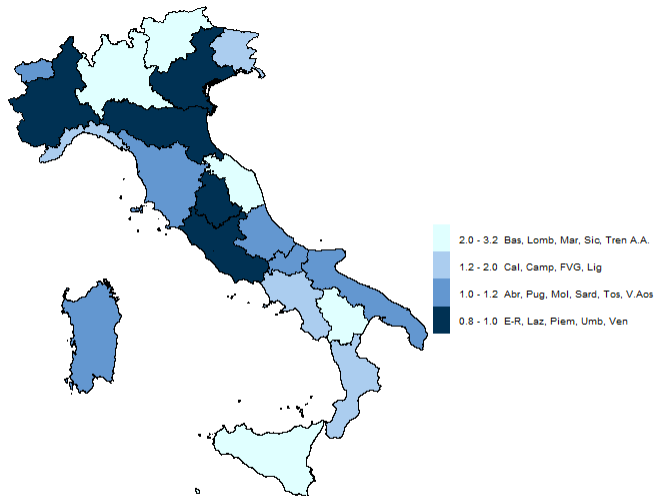 2.0 - 3.2 Bas, Lomb, Mar, Sic, Tren A.A.
1.2 - 2.0 Cal, Camp, FVG, Lig
1.0 - 1.2 Abr, Pug, Mol, Sard, Tos, V.Aos
0.8 - 1.0 E-R, Laz, Piem, Umb, Ven